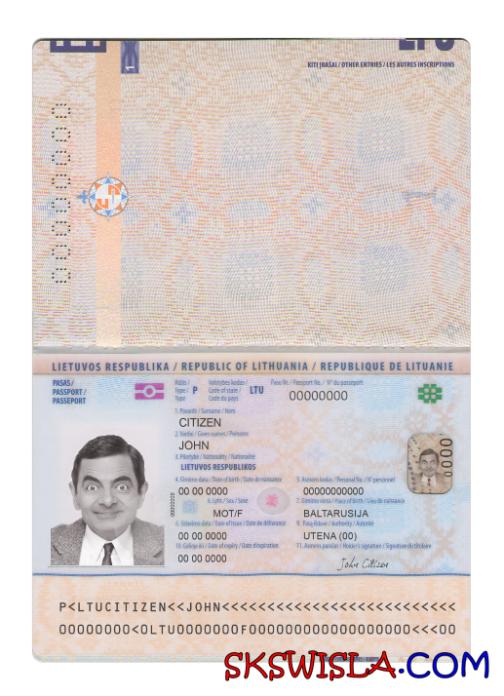 KITI ĮRAŠAI / OTHER ENTRIES / LES AUTRES INSCRIPTIONS
1
00000000
LIETUVOS RESPUBLIKA / REPUBLIC OF LITHUANIA / REPUBLIQUE DE LITUANIE
PASAS/
PASSPORT /
PASSEPORT
Rūšis / Valstybės kodas / Paso Nr. / Passport No. / N° du passeport
Type / P Code of state / LTU 00000000
Type Code du pays
1. Pavardė / Surname / Nom
CITIZEN
2. Vardai / Given names / Prénoms
JOHN
3. Pilietybė / Nationality / Nationalité
LIETUVOS RESPUBLIKOS
4. Gimimo data / Date of birth / Date de naissance 5. Asmens kodas / Personal No. / N° personnel
00 00 0000 00000000000
6. Lytis / Sex / Sexe 7. Gimimo vieta / Place of birth / Lieu de naissance
MOT/F BALTARUSIJA
8. Išdavimo data / Date of issue / Date de délivrance 9. Pasą išdavė / Authority / Autorité
00 00 0000 UTENA (00)
10. Galioja iki / Date of expiry / Date d'expiration 11. Asmens parašas / Holder's signature / Signature du titulaire
00 00 0000 John Citizen
0000
00000000
P<LTUCITIZEN<<JOHN<<<<<<<<<<<<<<<<<<<<<<<<<<
00000000<0LTU0000000F0000000000000000<<<00
SKSWISLA.COM